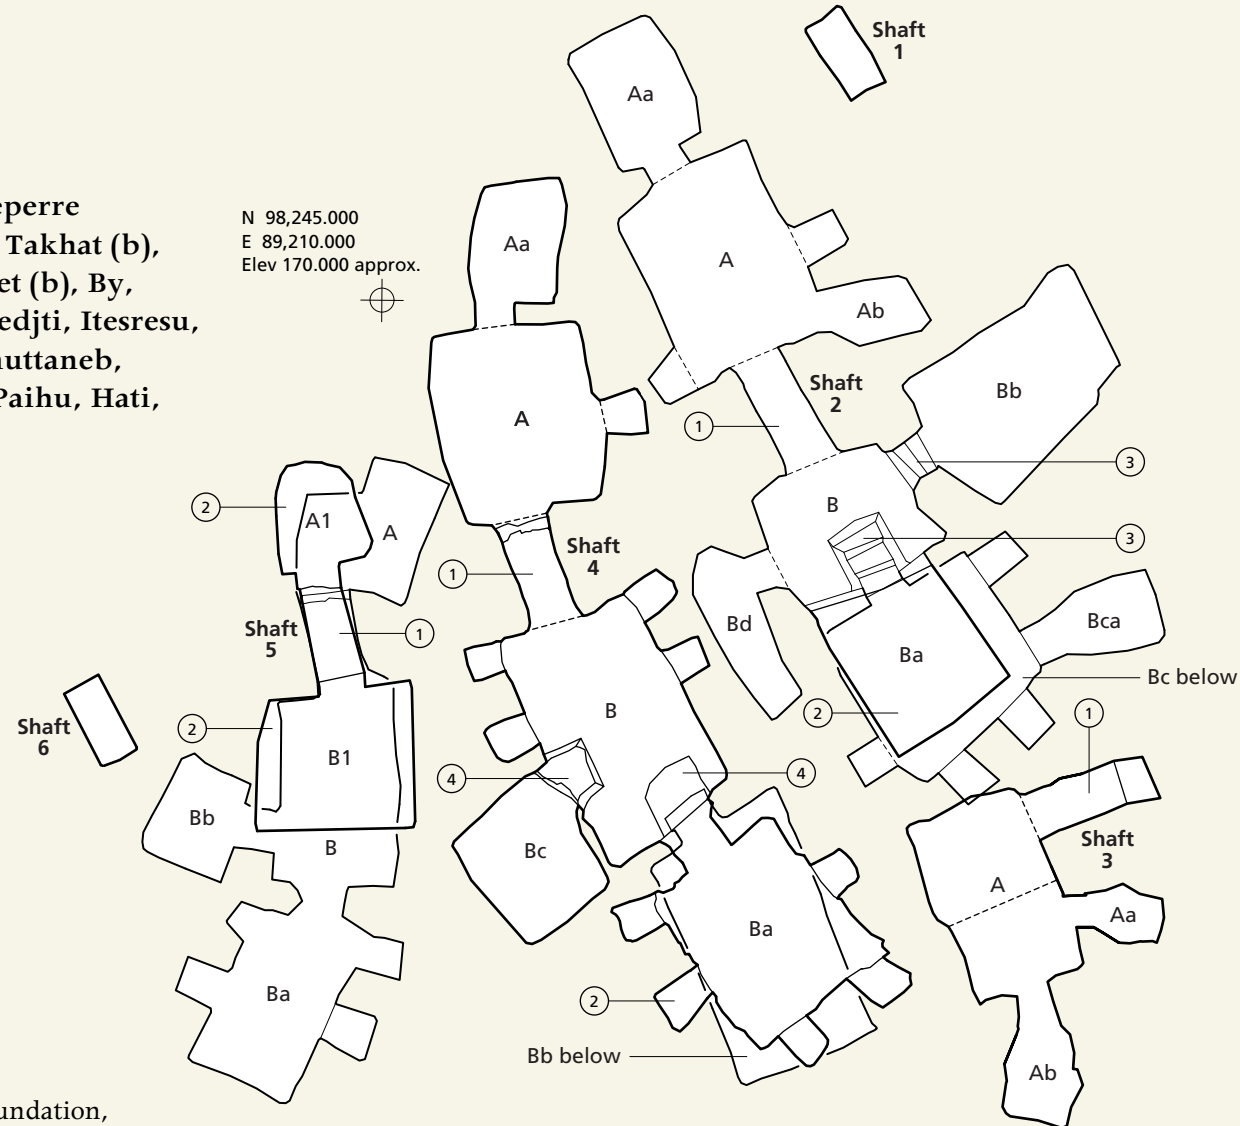 Shaft
1
Aa
eperre
Takhat (b),
et (b), By,
edjti, Itesresu,
uttaneb,
Paihu, Hati,
N 98,245.000
E 89,210.000
Elev 170.000 approx.
Aa
A
Ab
Shaft
2
1
Bb
3
A
B
3
2
A1
A
Shaft
4
1
Bd
Bca
Shaft
5
1
Ba
Bc below
2
1
Shaft
6
2
B1
B
4
4
Bb
B
Bc
Shaft
3
A
Aa
Ba
Ba
2
Bb below
Ab
undation,